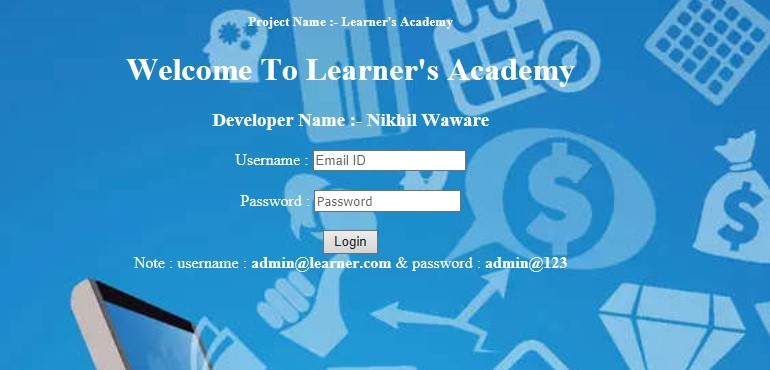 Project Name :- Learner's Academy
Welcome To Learner's Academy
Developer Name :- Nikhil Waware
Username : Email ID
Password : Password
Login
Note : username : admin@learner.com & password : admin@123